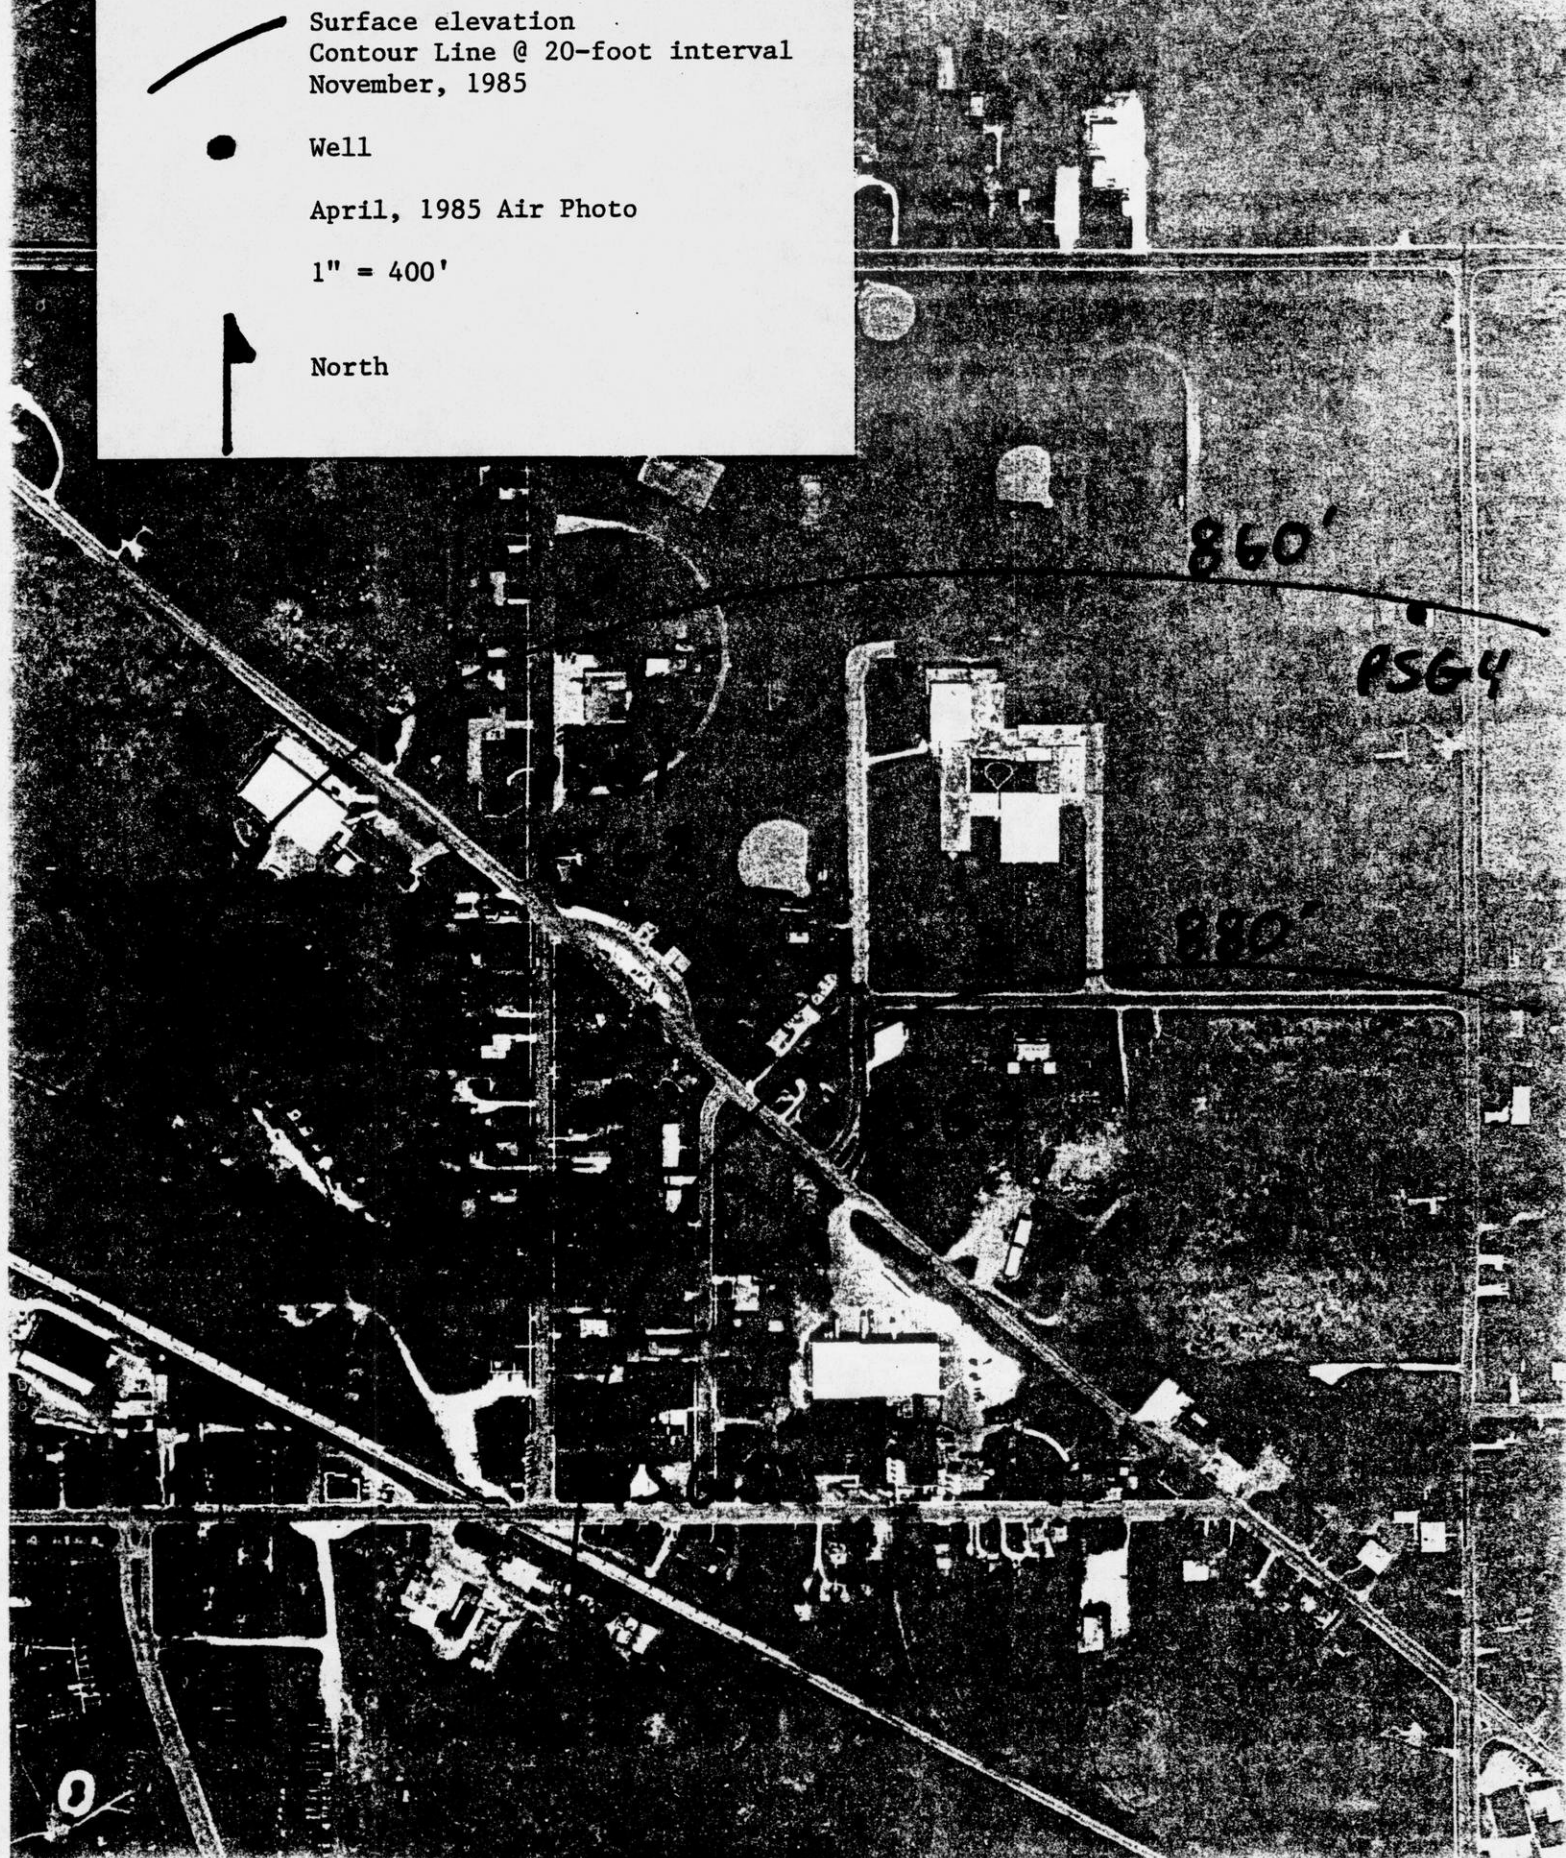 Surface elevation
Contour Line @ 20-foot interval
November, 1985
Well
April, 1985 Air Photo
1" = 400'
North
860'
PSG4
880'